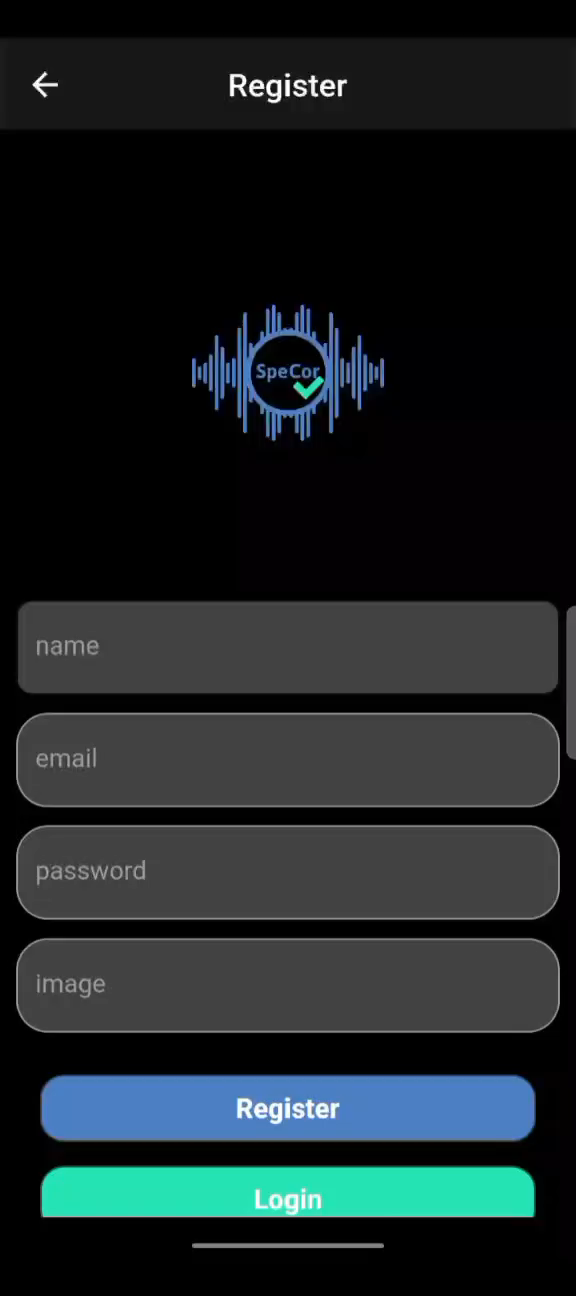 Register
SpeCor
name
email
password
image
Register
Login